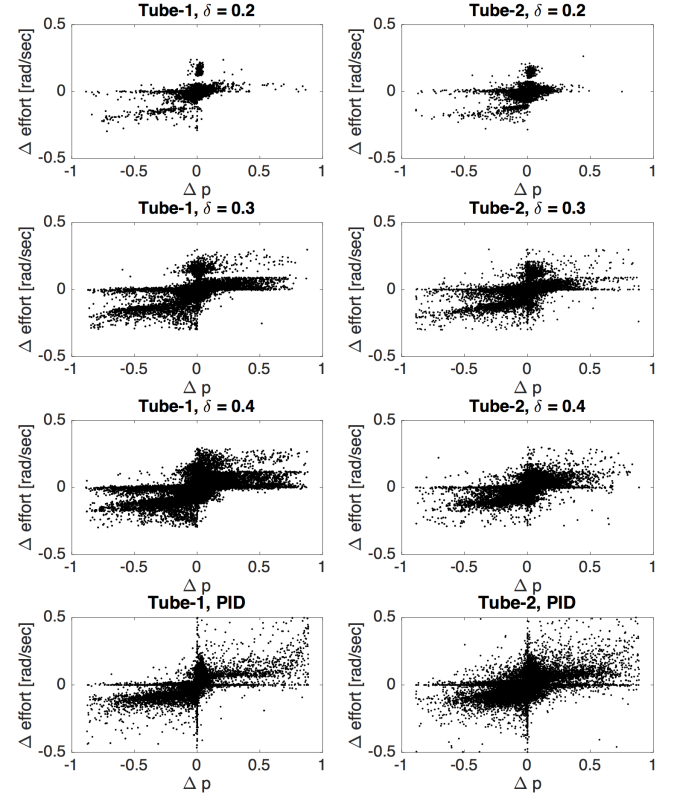 Tube-1, δ = 0.2
Δ effort [rad/sec]
0.5
0
-0.5
-1
-0.5
0
0.5
1
Δ p
Tube-2, δ = 0.2
Δ effort [rad/sec]
0.5
0
-0.5
-1
-0.5
0
0.5
1
Δ p
Tube-1, δ = 0.3
Δ effort [rad/sec]
0.5
0
-0.5
-1
-0.5
0
0.5
1
Δ p
Tube-2, δ = 0.3
Δ effort [rad/sec]
0.5
0
-0.5
-1
-0.5
0
0.5
1
Δ p
Tube-1, δ = 0.4
Δ effort [rad/sec]
0.5
0
-0.5
-1
-0.5
0
0.5
1
Δ p
Tube-2, δ = 0.4
Δ effort [rad/sec]
0.5
0
-0.5
-1
-0.5
0
0.5
1
Δ p
Tube-1, PID
Δ effort [rad/sec]
0.5
0
-0.5
-1
-0.5
0
0.5
1
Δ p
Tube-2, PID
Δ effort [rad/sec]
0.5
0
-0.5
-1
-0.5
0
0.5
1
Δ p